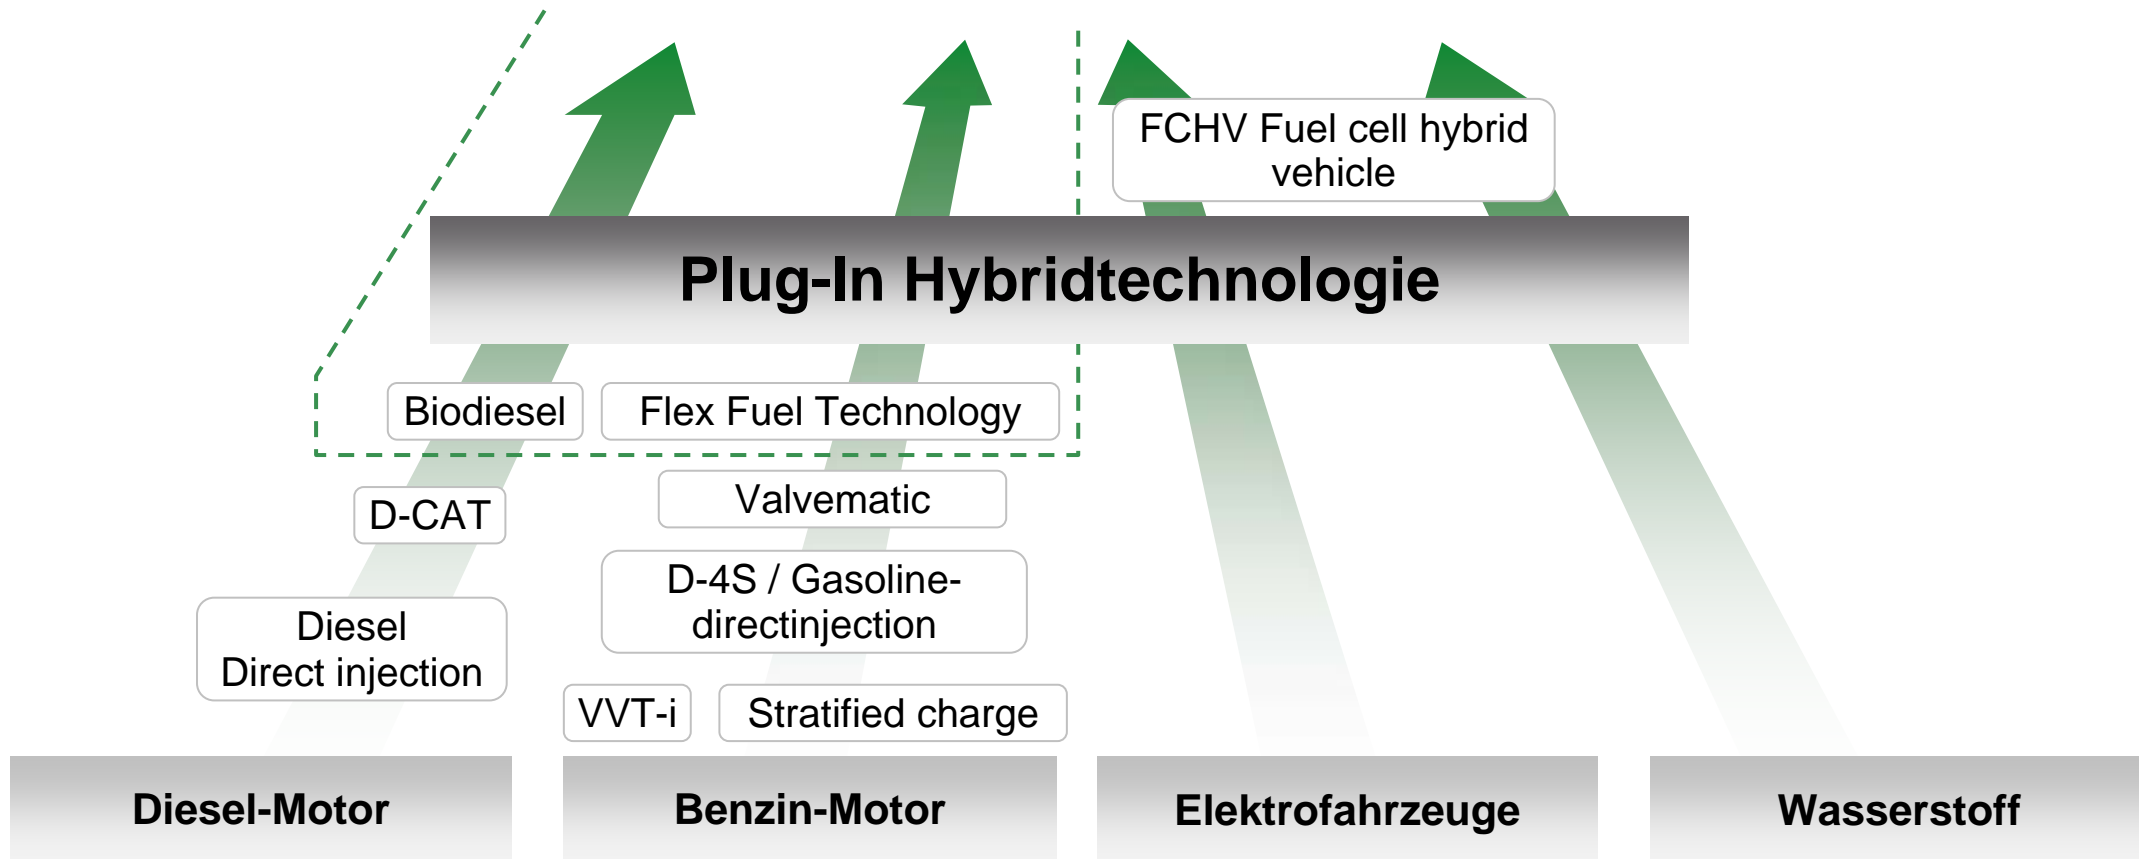 FCHV Fuel cell hybrid
vehicle
Plug-In Hybridtechnologie
Biodiesel
Flex Fuel Technology
D-CAT
Valvematic
D-4S / Gasoline-
directinjection
Diesel
Direct injection
VVT-i
Stratified charge
Diesel-Motor
Benzin-Motor
Elektrofahrzeuge
Wasserstoff